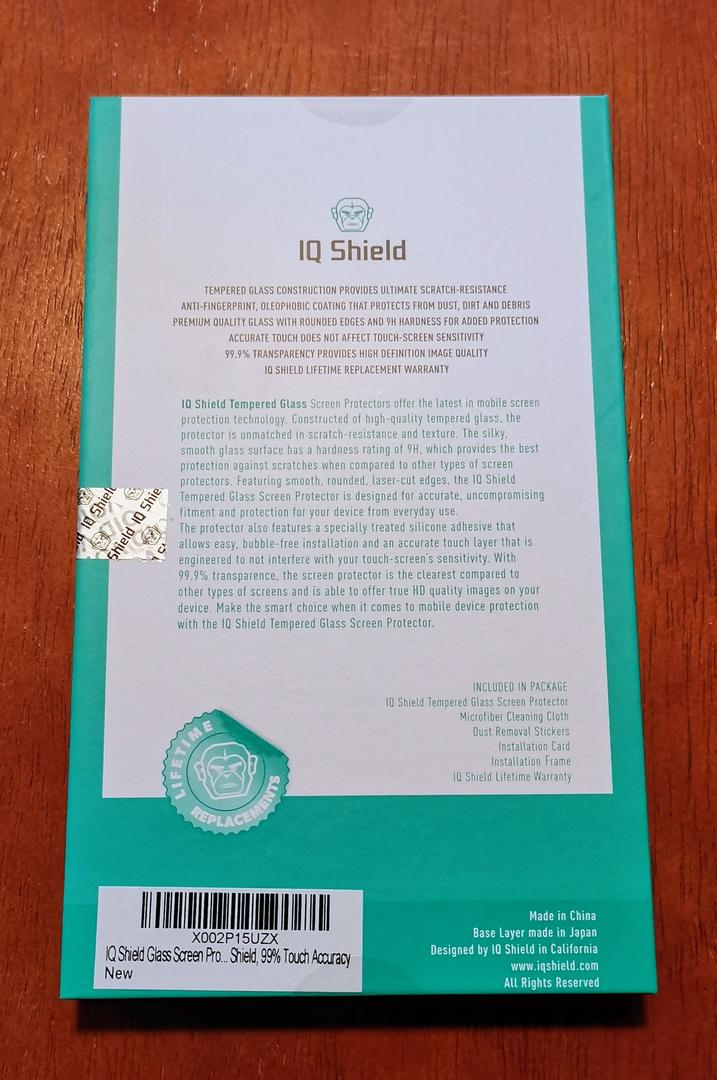 IQ Shield
TEMPERED GLASS CONSTRUCTION PROVIDES ULTIMATE SCRATCH-RESISTANCE
ANTI-FINGERPRINT, OLEOPHOBIC COATING THAT PROTECTS FROM DUST, DIRT AND DEBRIS
PREMIUM QUALITY GLASS WITH ROUNDED EDGES AND 9H HARDNESS FOR ADDED PROTECTION
ACCURATE TOUCH DOES NOT AFFECT TOUCH-SCREEN SENSITIVITY
99.9% TRANSPARENCY PROVIDES HIGH DEFINITION IMAGE QUALITY
IQ SHIELD LIFETIME REPLACEMENT WARRANTY
IQ Shield Tempered Glass Screen Protectors offer the latest in mobile screen
protection technology. Constructed of high-quality tempered glass, the
protector is unmatched in scratch-resistance and texture. The silky,
smooth glass surface has a hardness rating of 9H, which provides the best
protection against scratches when compared to other types of screen
protectors. Featuring smooth, rounded, laser-cut edges, the IQ Shield
Tempered Glass Screen Protector is designed for accurate, uncompromising
fitment and protection for your device from everyday use.
The protector also features a specially treated silicone adhesive that
allows easy, bubble-free installation and an accurate touch layer that is
engineered to not interfere with your touch-screen's sensitivity. With
99.9% transparence, the screen protector is the clearest compared to
other types of screens and is able to offer true HD quality images on your
device. Make the smart choice when it comes to mobile device protection
with the IQ Shield Tempered Glass Screen Protector.
IQ Shield
IQ Shie
Shield
INCLUDED IN PACKAGE
IQ Shield Tempered Glass Screen Protector
Microfiber Cleaning Cloth
Dust Removal Stickers
Installation Card
Installation Frame
IQ Shield Lifetime Warranty
LIFETIME
REPLACEMENTS
X002P15UZX
IQ Shield Glass Screen Pro... Shield, 99% Touch Accuracy
New
Made in China
Base Layer made in Japan
Designed by IQ Shield in California
www.iqshield.com
All Rights Reserved